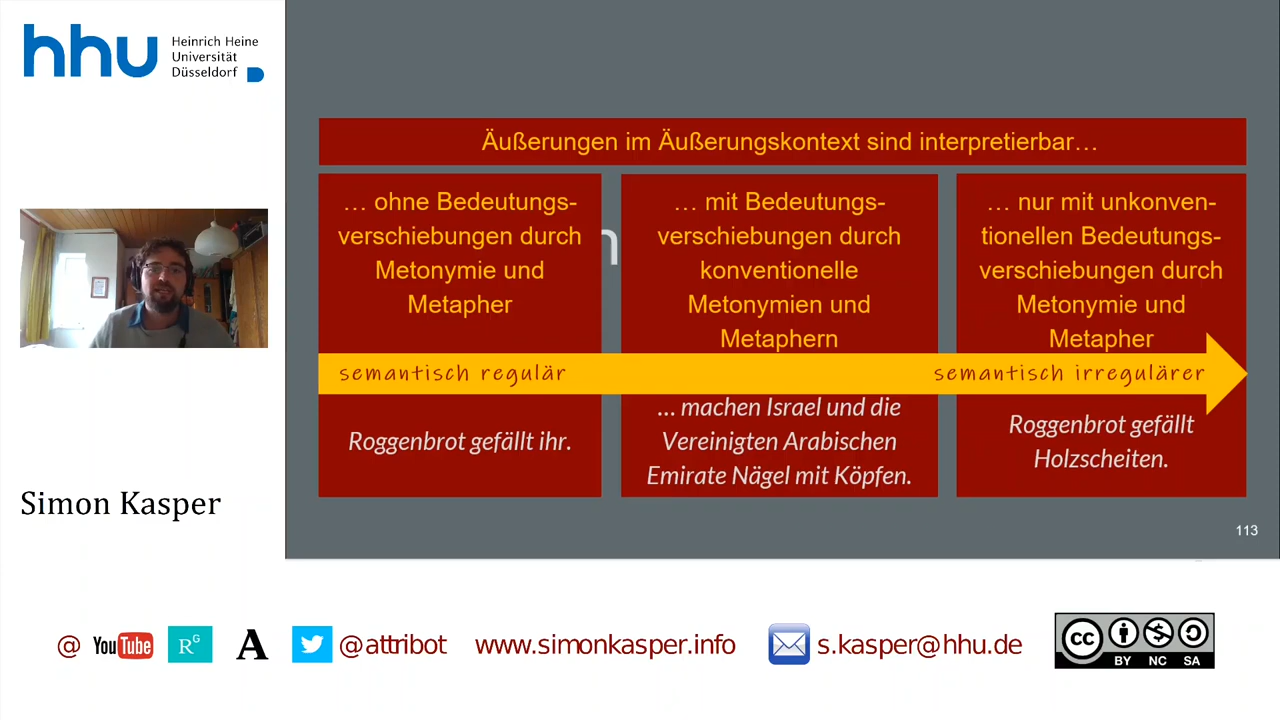 hhu
Heinrich Heine
Universität
Düsseldorf
Äußerungen im Äußerungskontext sind interpretierbar…
… ohne Bedeutungs-
verschiebungen durch
Metonymie und
Metapher
n
… mit Bedeutungs-
verschiebungen durch
konventionelle
Metonymien und
Metaphern
… nur mit unkonven-
tionellen Bedeutungs-
verschiebungen durch
Metonymie und
Metapher
semantisch regulär
semantisch irregulärer
Roggenbrot gefällt ihr.
… machen Israel und die
Vereinigten Arabischen
Emirate Nägel mit Köpfen.
Roggenbrot gefällt
Holzscheiten.
113
Simon Kasper
@ YouTube RG A @attribot www.simonkasper.info s.kasper@hhu.de
cc
BY NC SA